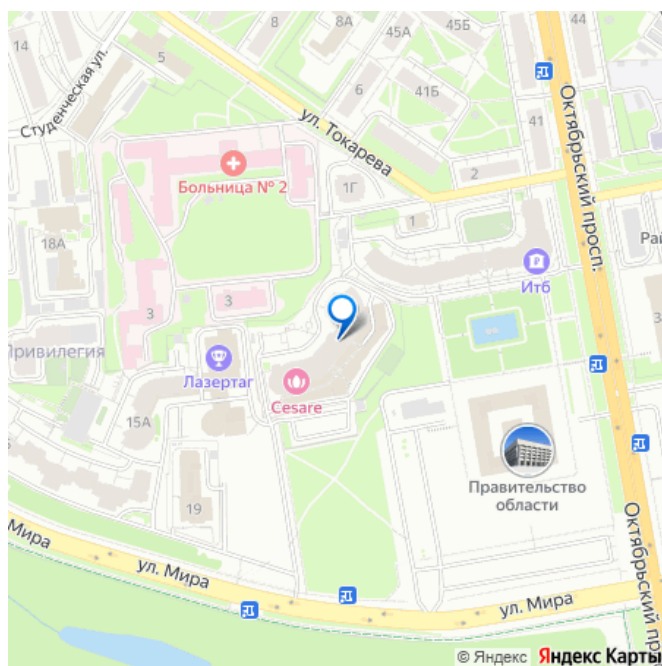 14
8
8А
45А
45Б
44
Студенческая ул.
5
6
41Б
ул. Токарева
41
Октябрьский просп.
Больница № 2
1Г
2
1
18А
Рай
Итб
3
3
Привилегия
Лазертаг
Cesare
15А
19
Правительство
области
Мира
ул. Мира
ул. Мира
Октябрьский пр
© Яндекс Яндекс Карты